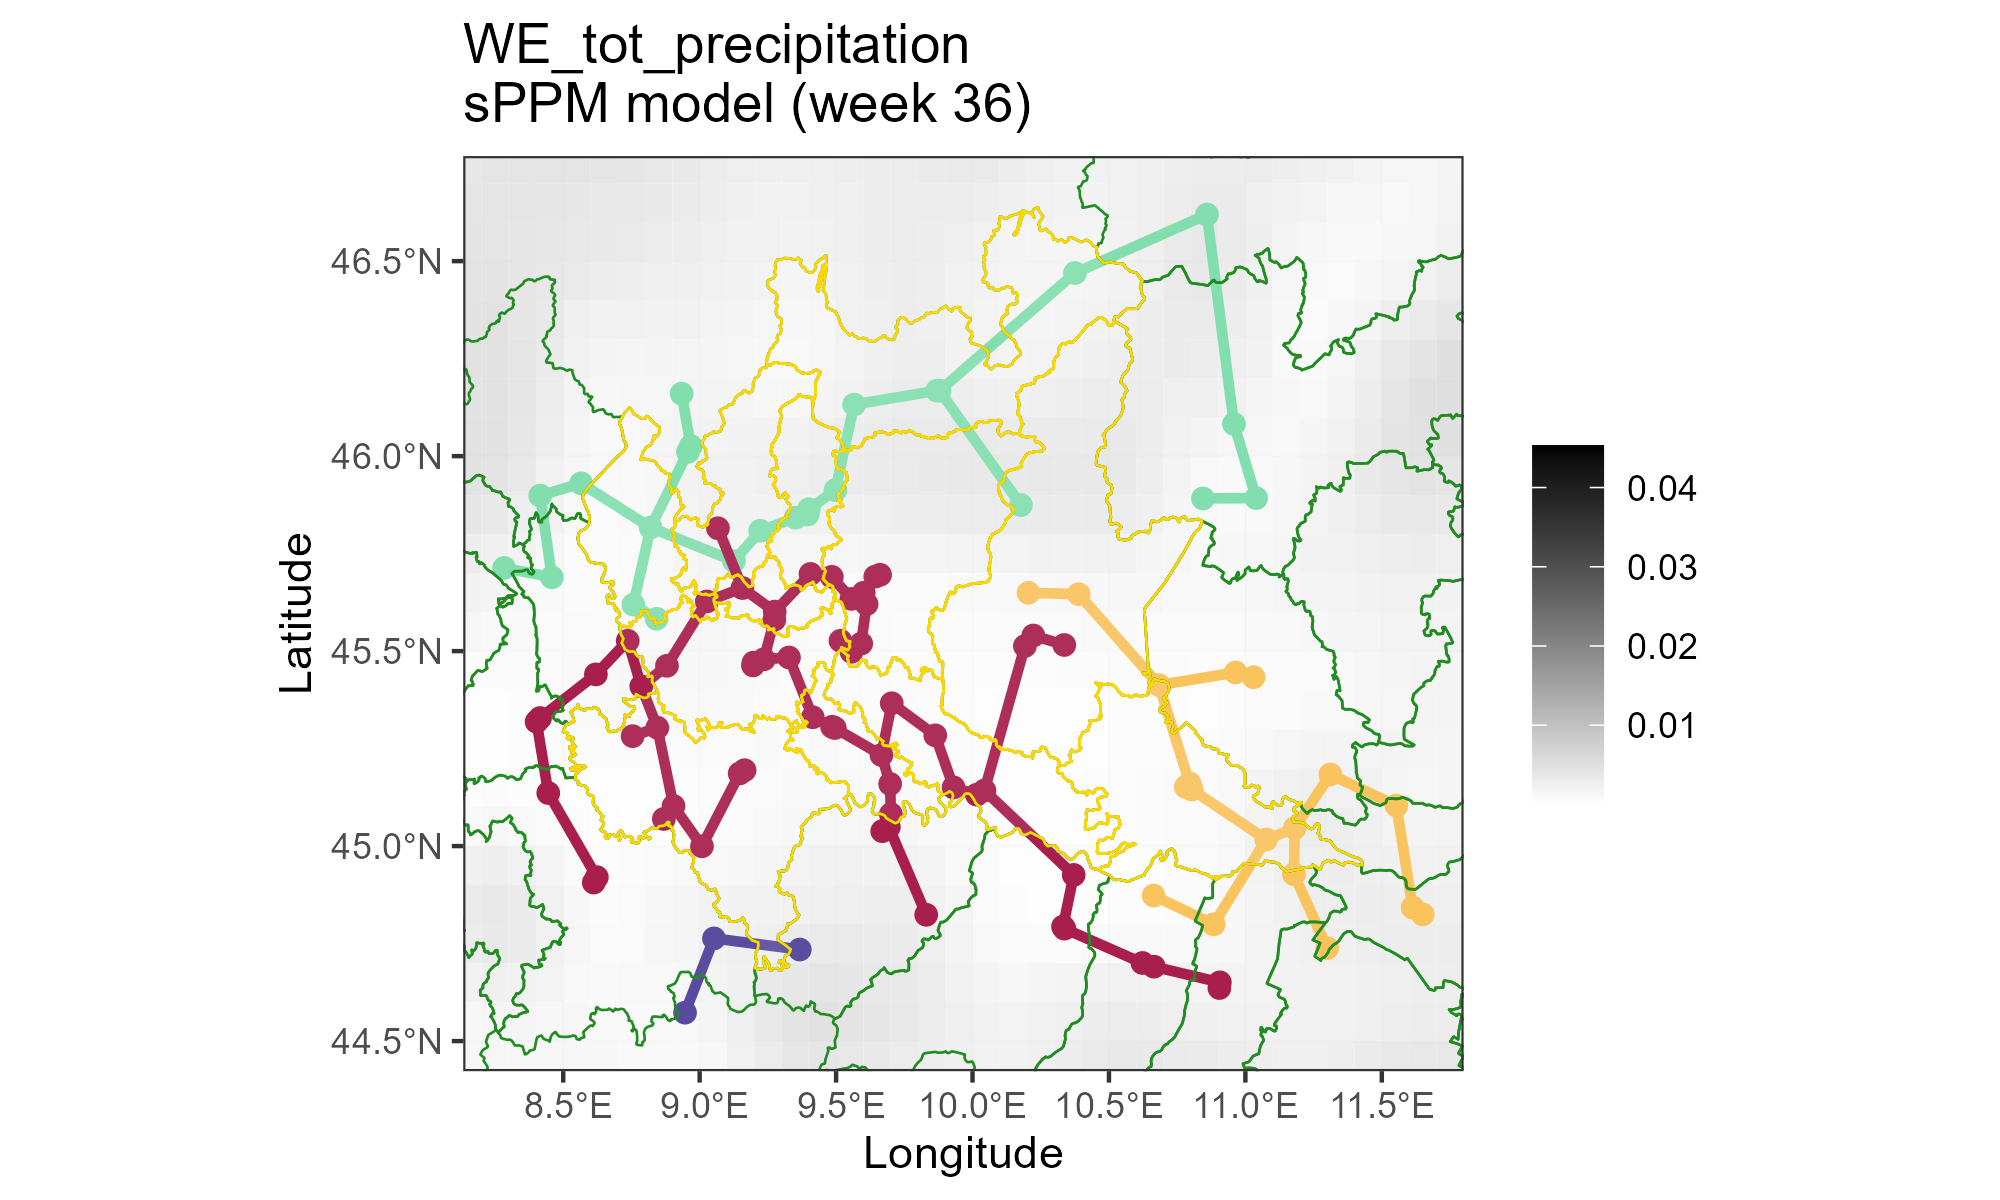 WE_tot_precipitation
sPPM model (week 36)
46.5°N
46.0°N
45.5°N
45.0°N
44.5°N
Latitude
8.5°E 9.0°E 9.5°E 10.0°E 10.5°E 11.0°E 11.5°E
Longitude
0.04
0.03
0.02
0.01